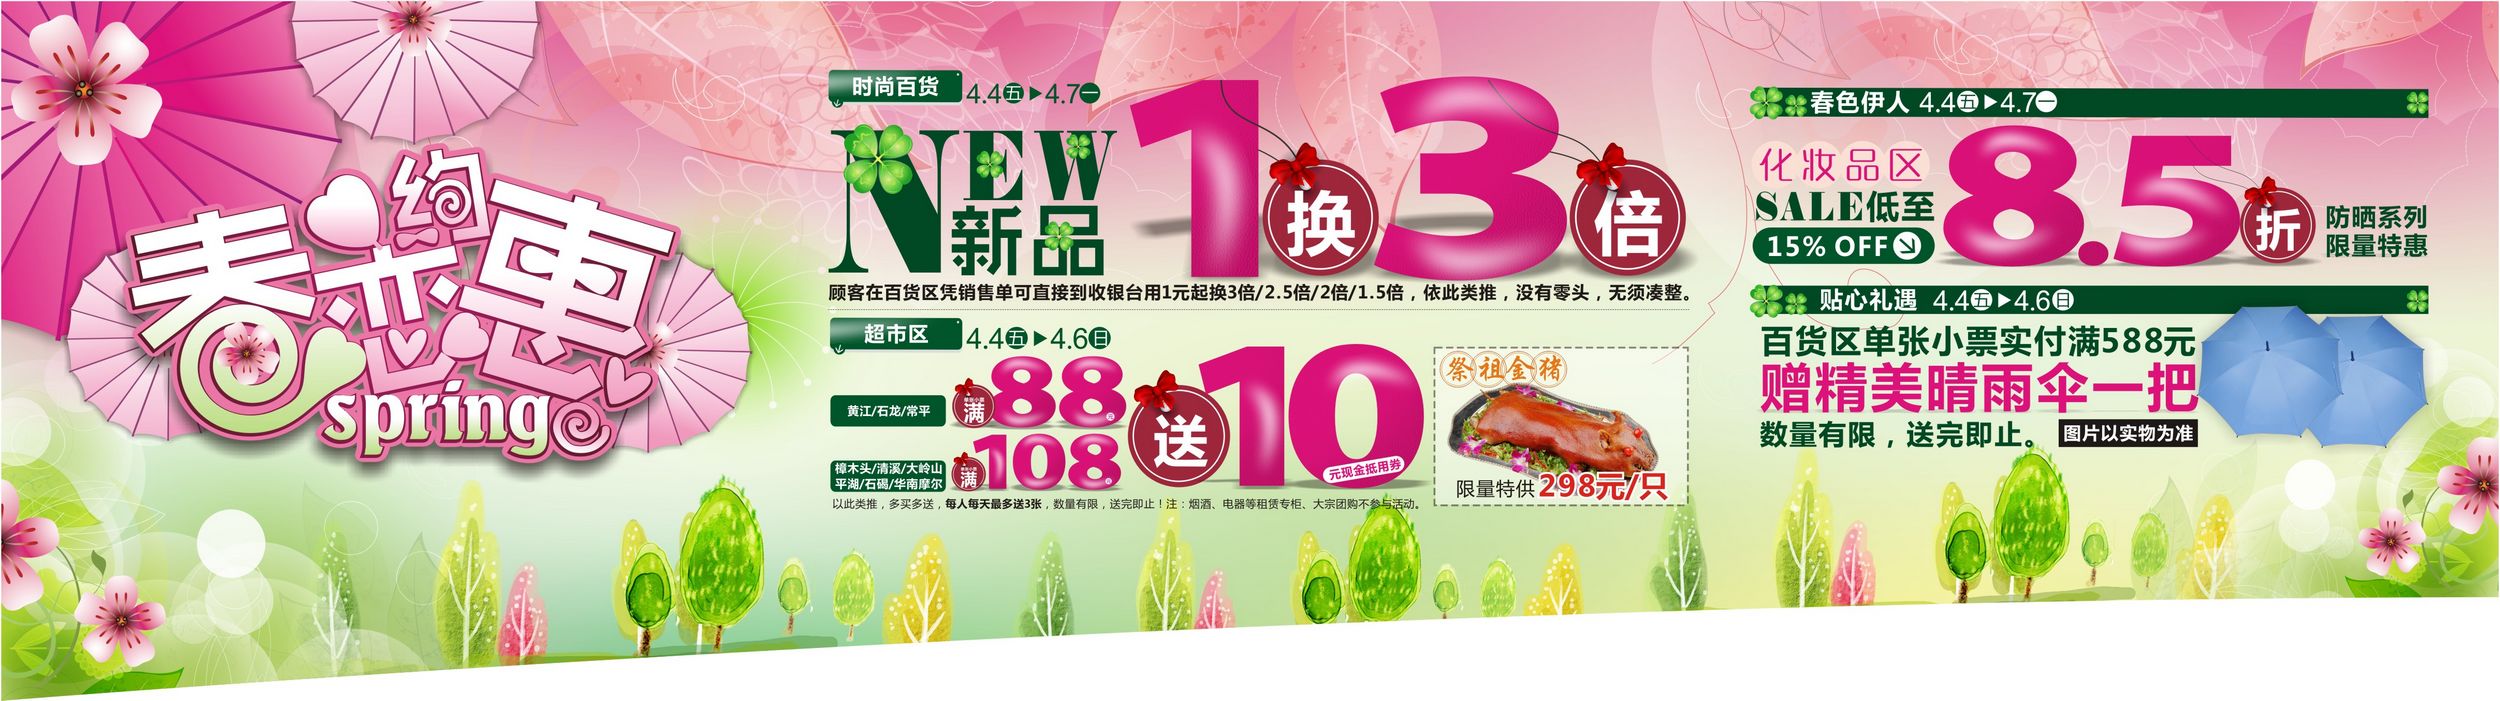 春光约惠
spring
时尚百货 4.4五▶4.7一
NEW
新品
1换3倍
顾客在百货区凭销售单可直接到收银台用1元起换3倍/2.5倍/2倍/1.5倍，依此类推，没有零头，无须凑整。
超市区 4.4五▶4.6日
黄江/石龙/常平
单张小票满88元
樟木头/清溪/大岭山
平湖/石碣/华南摩尔
单张小票满108元
送10元现金抵用券
以此类推，多买多送，每人每天最多送3张，数量有限，送完即止！注：烟酒、电器等租赁专柜、大宗团购不参与活动。
祭祖金猪
限量特供298元/只
春色伊人 4.4五▶4.7一
化妆品区
SALE低至
15% OFF
8.5折
防晒系列
限量特惠
贴心礼遇 4.4五▶4.6日
百货区单张小票实付满588元
赠精美晴雨伞一把
数量有限，送完即止。
图片以实物为准